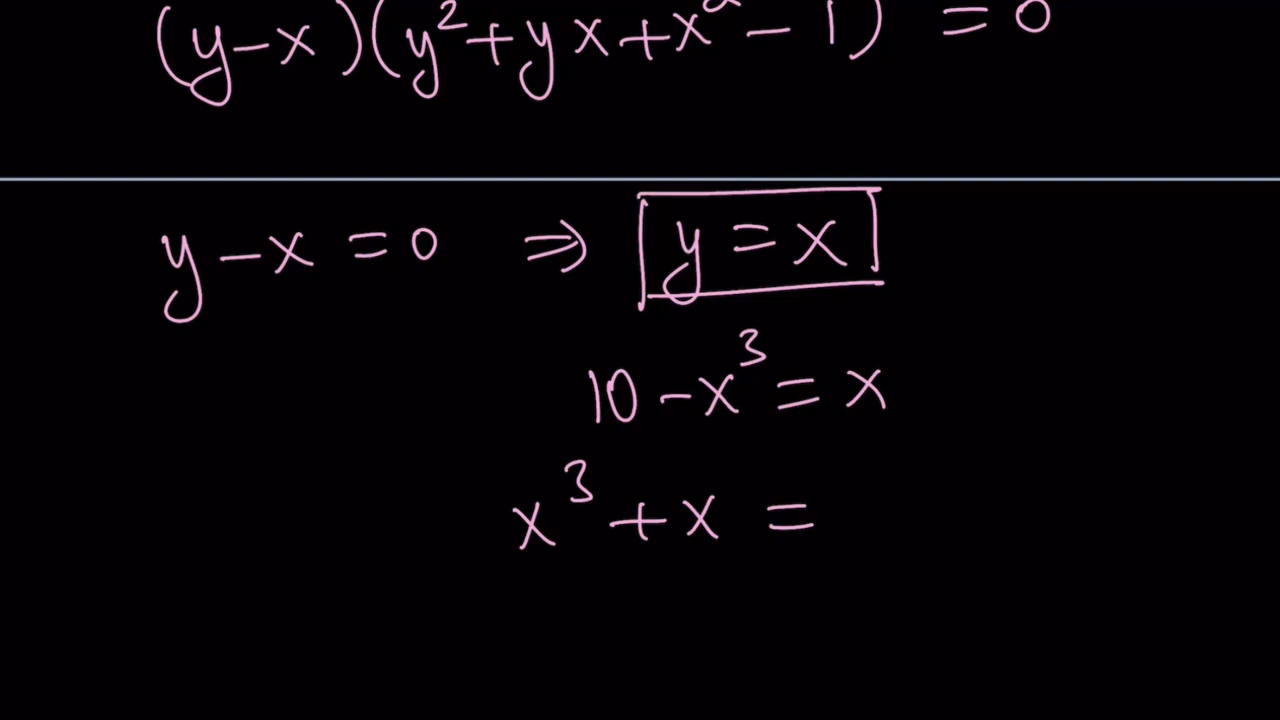 (y-x)(y²+yx+x²-1) = 0
y-x = 0 ⇒ y = x
10-x³ = x
x³+x =